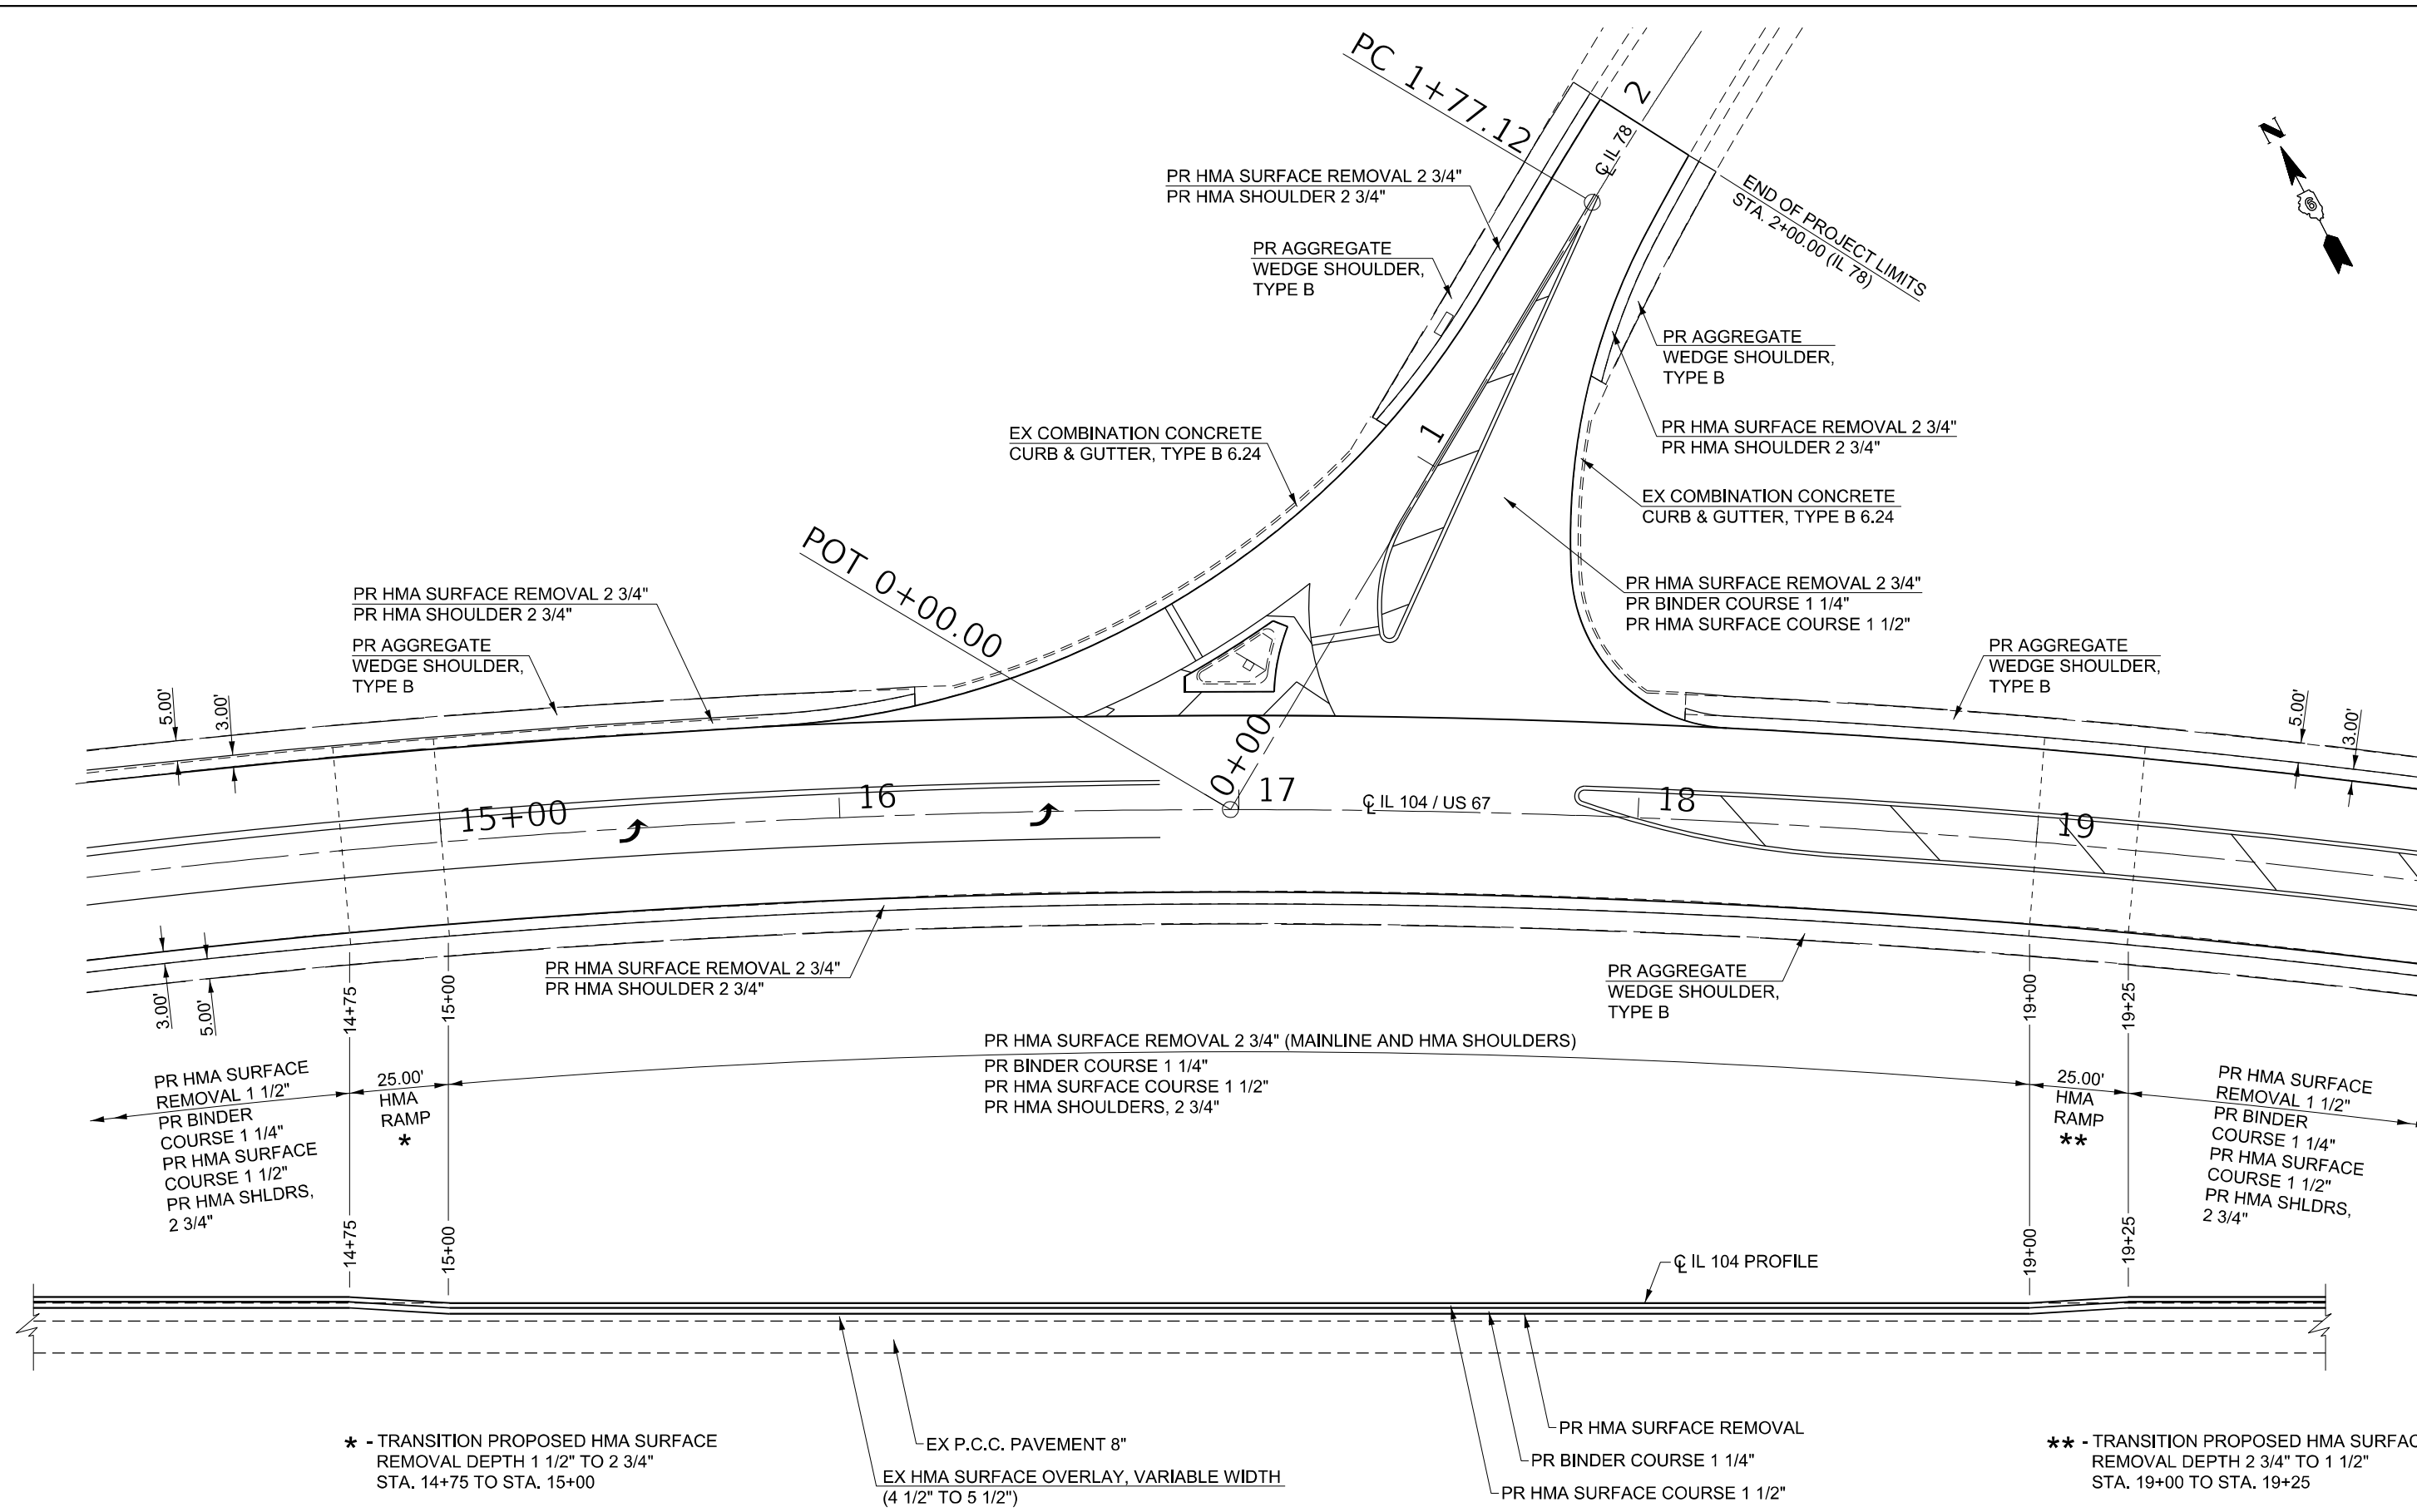 PC 1+77.12
2
℄ IL 78
N
6
PR HMA SURFACE REMOVAL 2 3/4"
PR HMA SHOULDER 2 3/4"
END OF PROJECT LIMITS
STA. 2+00.00 (IL 78)
PR AGGREGATE
WEDGE SHOULDER,
TYPE B
PR AGGREGATE
WEDGE SHOULDER,
TYPE B
PR HMA SURFACE REMOVAL 2 3/4"
PR HMA SHOULDER 2 3/4"
EX COMBINATION CONCRETE
CURB & GUTTER, TYPE B 6.24
1
EX COMBINATION CONCRETE
CURB & GUTTER, TYPE B 6.24
POT 0+00.00
PR HMA SURFACE REMOVAL 2 3/4"
PR HMA SHOULDER 2 3/4"
PR HMA SURFACE REMOVAL 2 3/4"
PR BINDER COURSE 1 1/4"
PR HMA SURFACE COURSE 1 1/2"
PR AGGREGATE
WEDGE SHOULDER,
TYPE B
PR AGGREGATE
WEDGE SHOULDER,
TYPE B
5.00'
3.00'
5.00'
3.00'
0+00
15+00
16
17
℄ IL 104 / US 67
18
19
3.00'
5.00'
14+75
15+00
PR HMA SURFACE REMOVAL 2 3/4"
PR HMA SHOULDER 2 3/4"
PR AGGREGATE
WEDGE SHOULDER,
TYPE B
19+00
19+25
PR HMA SURFACE
REMOVAL 1 1/2"
PR BINDER
COURSE 1 1/4"
PR HMA SURFACE
COURSE 1 1/2"
PR HMA SHLDRS,
2 3/4"
25.00'
HMA
RAMP
*
PR HMA SURFACE REMOVAL 2 3/4" (MAINLINE AND HMA SHOULDERS)
PR BINDER COURSE 1 1/4"
PR HMA SURFACE COURSE 1 1/2"
PR HMA SHOULDERS, 2 3/4"
25.00'
HMA
RAMP
**
PR HMA SURFACE
REMOVAL 1 1/2"
PR BINDER
COURSE 1 1/4"
PR HMA SURFACE
COURSE 1 1/2"
PR HMA SHLDRS,
2 3/4"
14+75
15+00
19+00
19+25
℄ IL 104 PROFILE
* - TRANSITION PROPOSED HMA SURFACE
REMOVAL DEPTH 1 1/2" TO 2 3/4"
STA. 14+75 TO STA. 15+00
EX P.C.C. PAVEMENT 8"
EX HMA SURFACE OVERLAY, VARIABLE WIDTH
(4 1/2" TO 5 1/2")
PR HMA SURFACE REMOVAL
PR BINDER COURSE 1 1/4"
PR HMA SURFACE COURSE 1 1/2"
** - TRANSITION PROPOSED HMA SURFAC
REMOVAL DEPTH 2 3/4" TO 1 1/2"
STA. 19+00 TO STA. 19+25